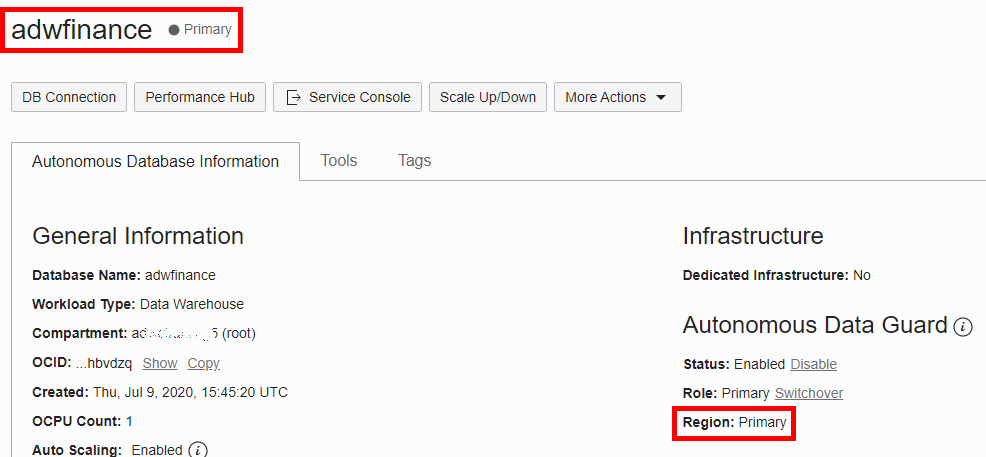 adwfinance Primary
DB Connection Performance Hub Service Console Scale Up/Down More Actions
Autonomous Database Information Tools Tags
General Information
Database Name: adwfinance
Workload Type: Data Warehouse
Compartment: (root)
OCID: ...hbvdzq Show Copy
Created: Thu, Jul 9, 2020, 15:45:20 UTC
OCPU Count: 1
Auto Scaling: Enabled i
Infrastructure
Dedicated Infrastructure: No
Autonomous Data Guard i
Status: Enabled Disable
Role: Primary Switchover
Region: Primary